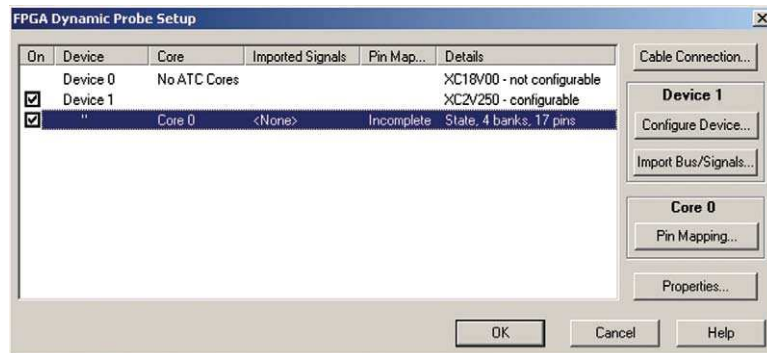 FPGA Dynamic Probe Setup
On Device Core Imported Signals Pin Map... Details
Device 0 No ATC Cores XC18V00 - not configurable
Device 1 XC2V250 - configurable
" Core 0 <None> Incomplete State, 4 banks, 17 pins
Cable Connection...
Device 1
Configure Device...
Import Bus/Signals...
Core 0
Pin Mapping...
Properties...
OK Cancel Help